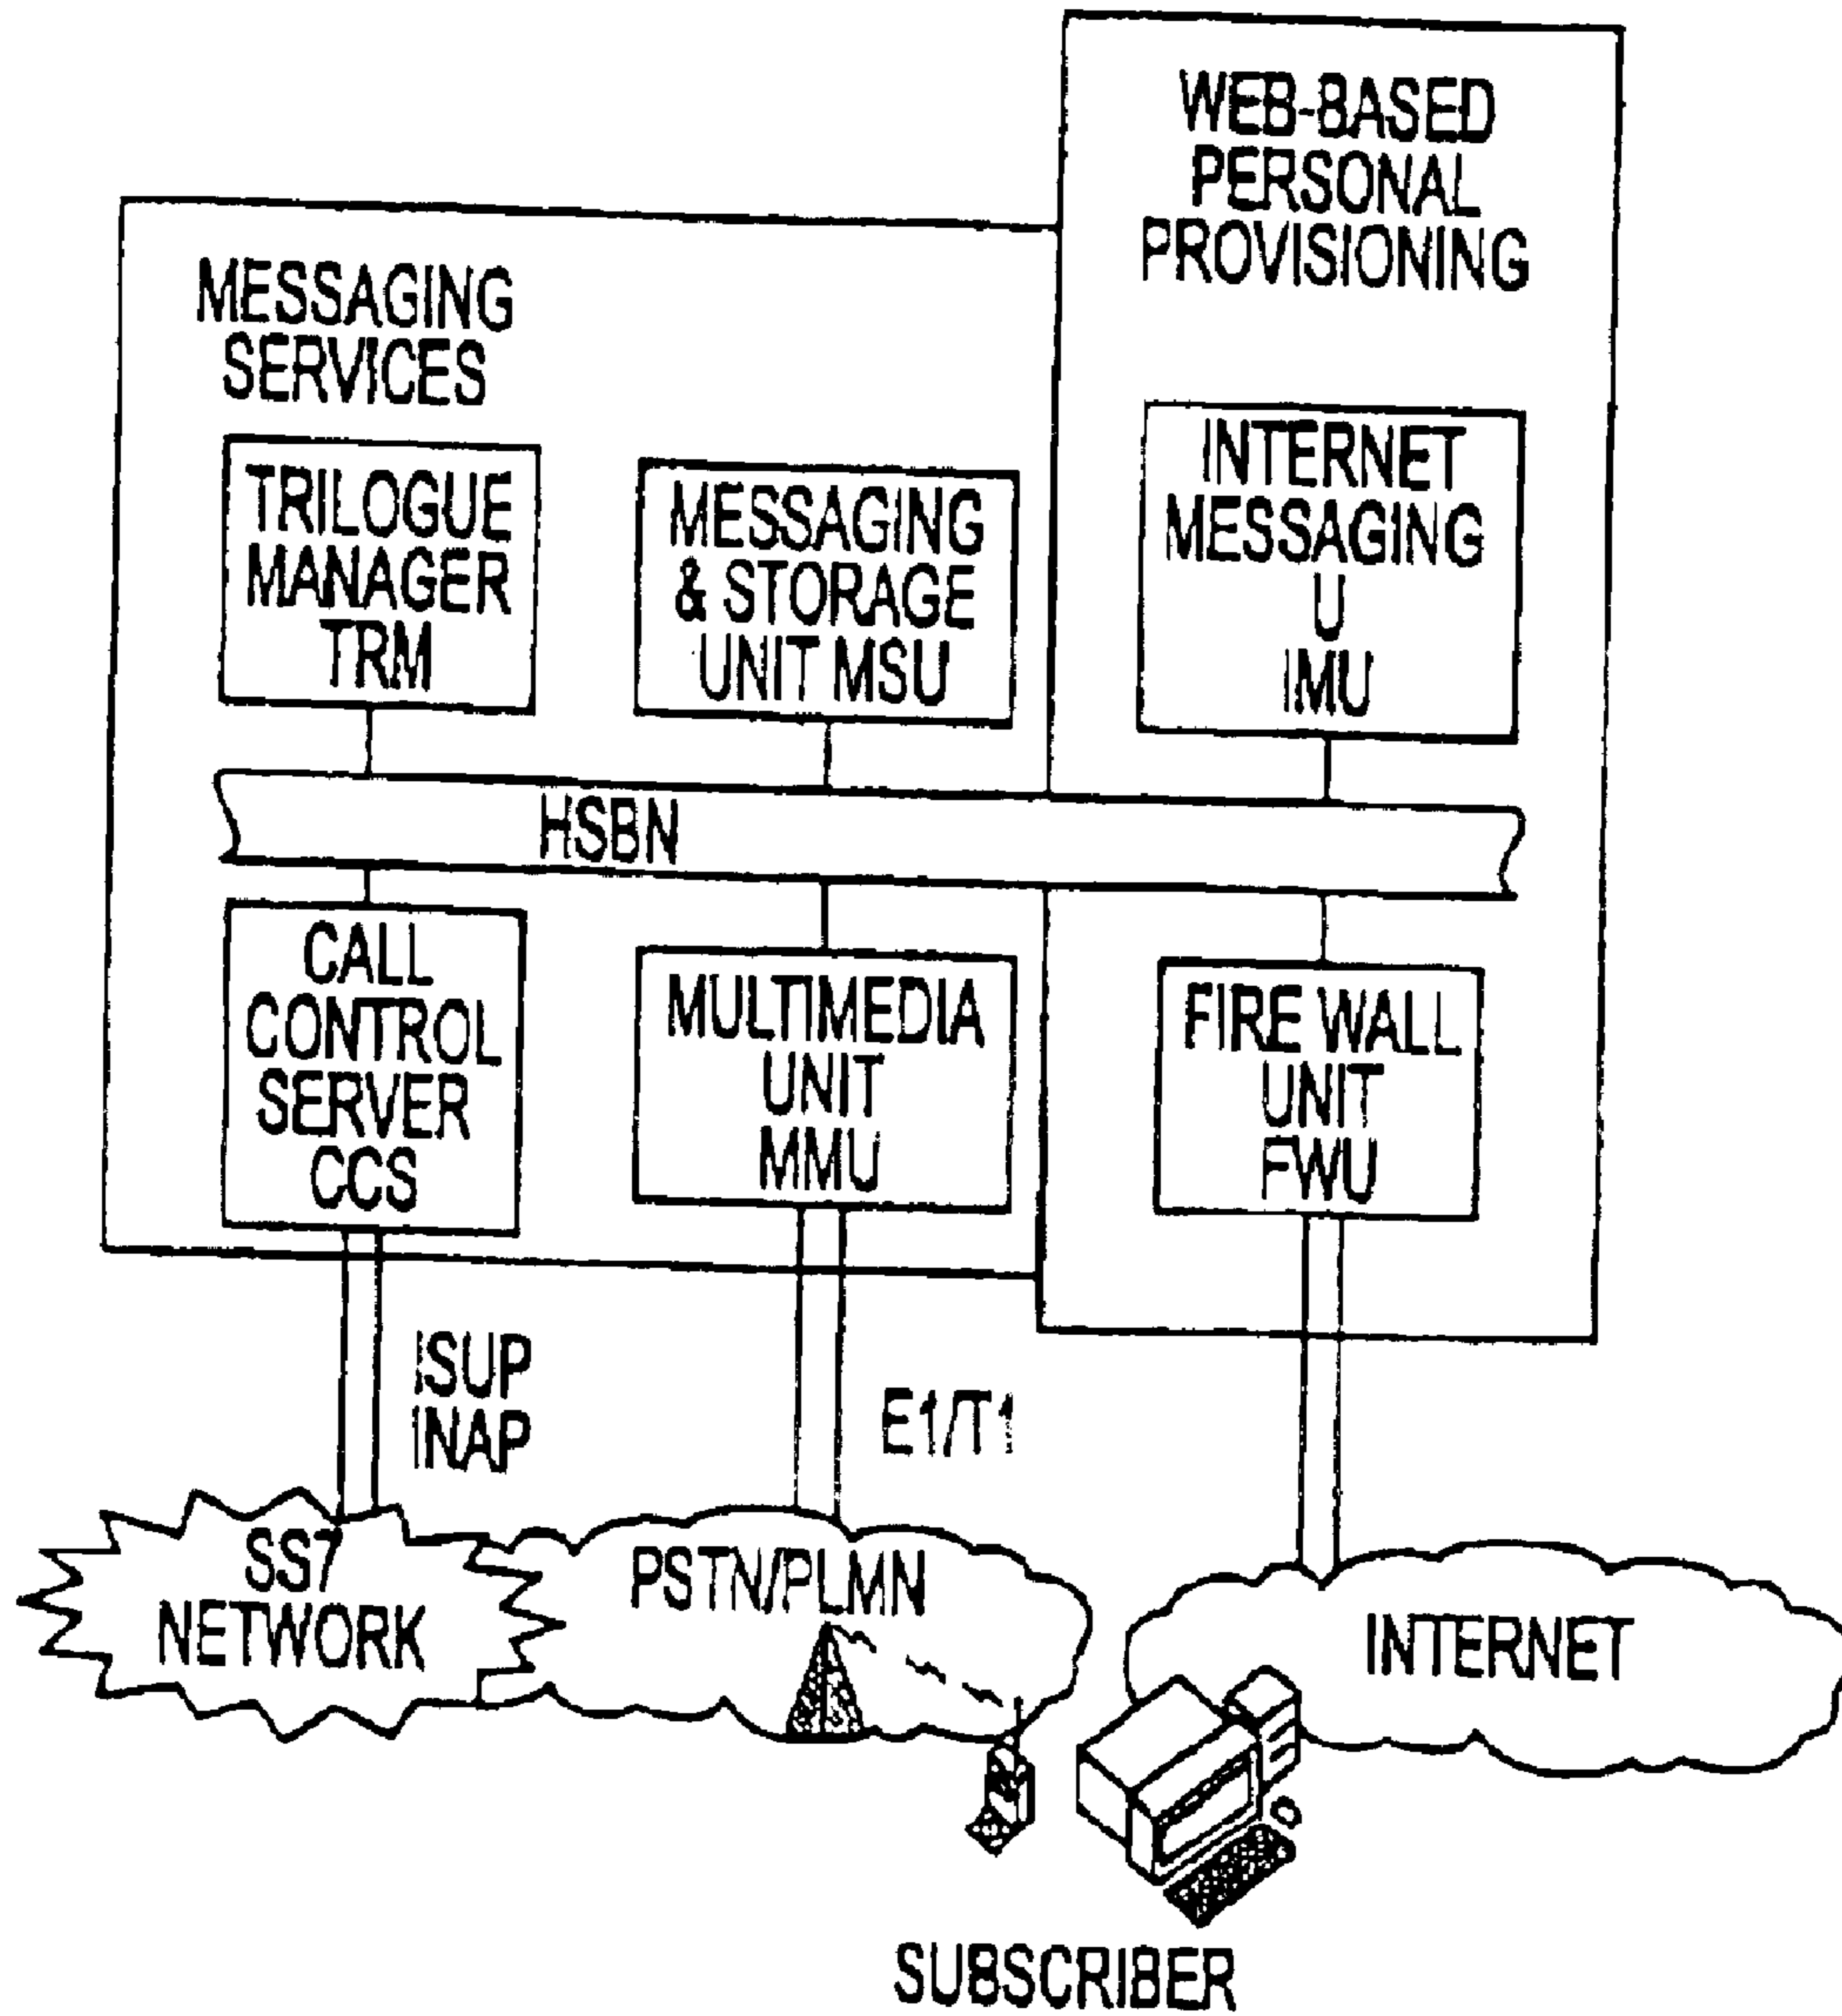 WEB-BASED
PERSONAL
PROVISIONING
MESSAGING
SERVICES
TRILOGUE
MANAGER
TRM
MESSAGING
& STORAGE
UNIT MSU
INTERNET
MESSAGING
U
IMU
HSBN
CALL
CONTROL
SERVER
CCS
MULTIMEDIA
UNIT
MMU
FIRE WALL
UNIT
FWU
ISUP
INAP
E1/T1
SS7
NETWORK
PSTN/PLMN
INTERNET
SUBSCRIBER